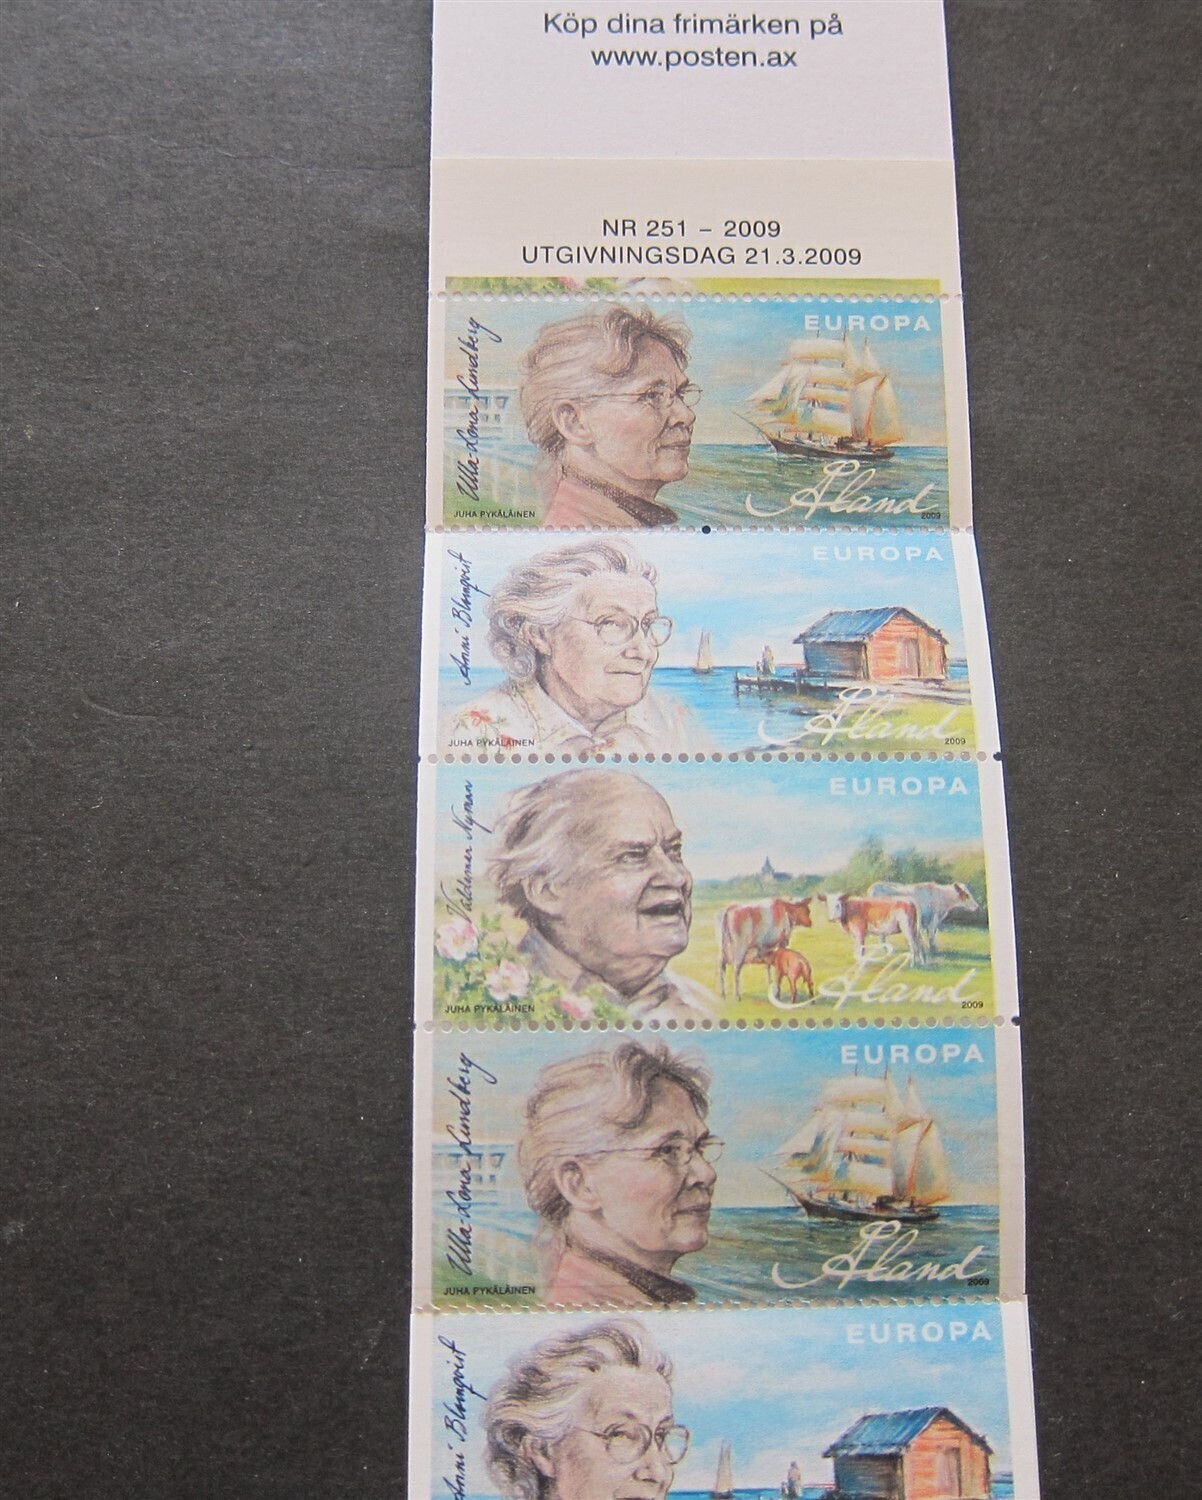 Köp dina frimärken på
www.posten.ax
NR 251 – 2009
UTGIVNINGSDAG 21.3.2009
Ulla-Lena Lundberg
EUROPA
Åland
JUHA PYKÄLÄINEN
2009
Anni Blomqvist
EUROPA
Åland
JUHA PYKÄLÄINEN
2009
Valdemar Nyman
EUROPA
Åland
JUHA PYKÄLÄINEN
2009
Ulla-Lena Lundberg
EUROPA
Åland
JUHA PYKÄLÄINEN
2009
Anni Blomqvist
EUROPA